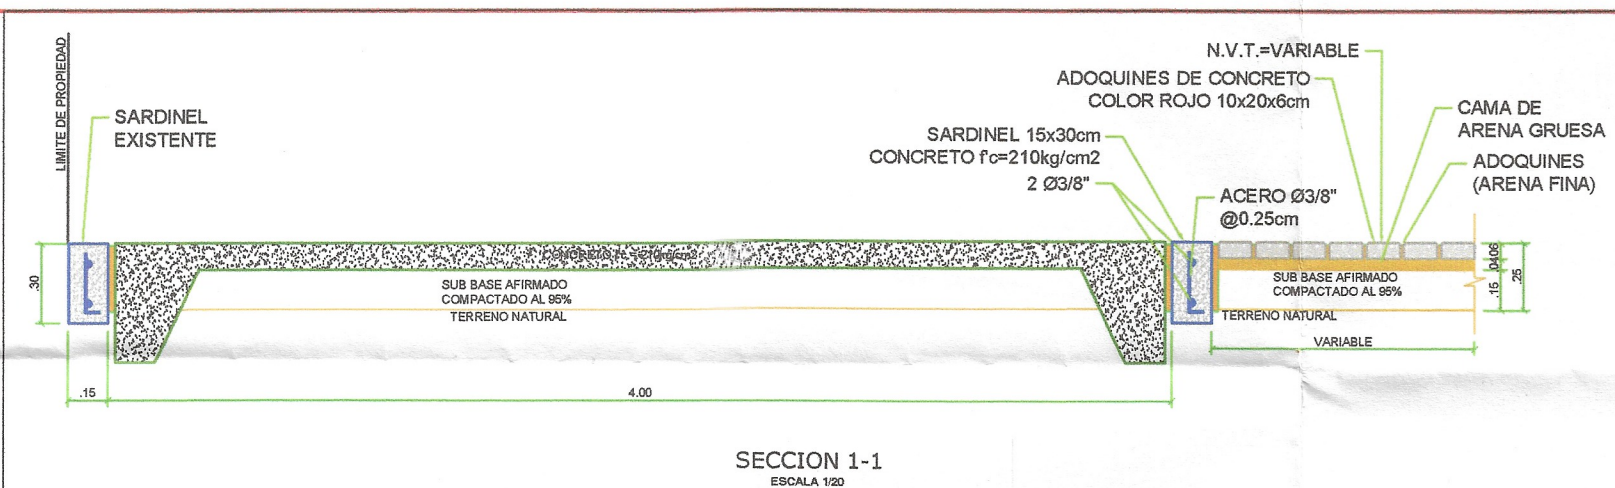 LIMITE DE PROPIEDAD
SARDINEL
EXISTENTE
N.V.T.=VARIABLE
ADOQUINES DE CONCRETO
COLOR ROJO 10x20x6cm
SARDINEL 15x30cm
CONCRETO f'c=210kg/cm2
2 Ø3/8"
CAMA DE
ARENA GRUESA
ADOQUINES
(ARENA FINA)
ACERO Ø3/8"
@0.25cm
CONCRETO f'c = 210kg/cm2
SUB BASE AFIRMADO
COMPACTADO AL 95%
TERRENO NATURAL
SUB BASE AFIRMADO
COMPACTADO AL 95%
TERRENO NATURAL
VARIABLE
.30
.15
4.00
.06
.04
.15
.25
SECCION 1-1
ESCALA 1/20